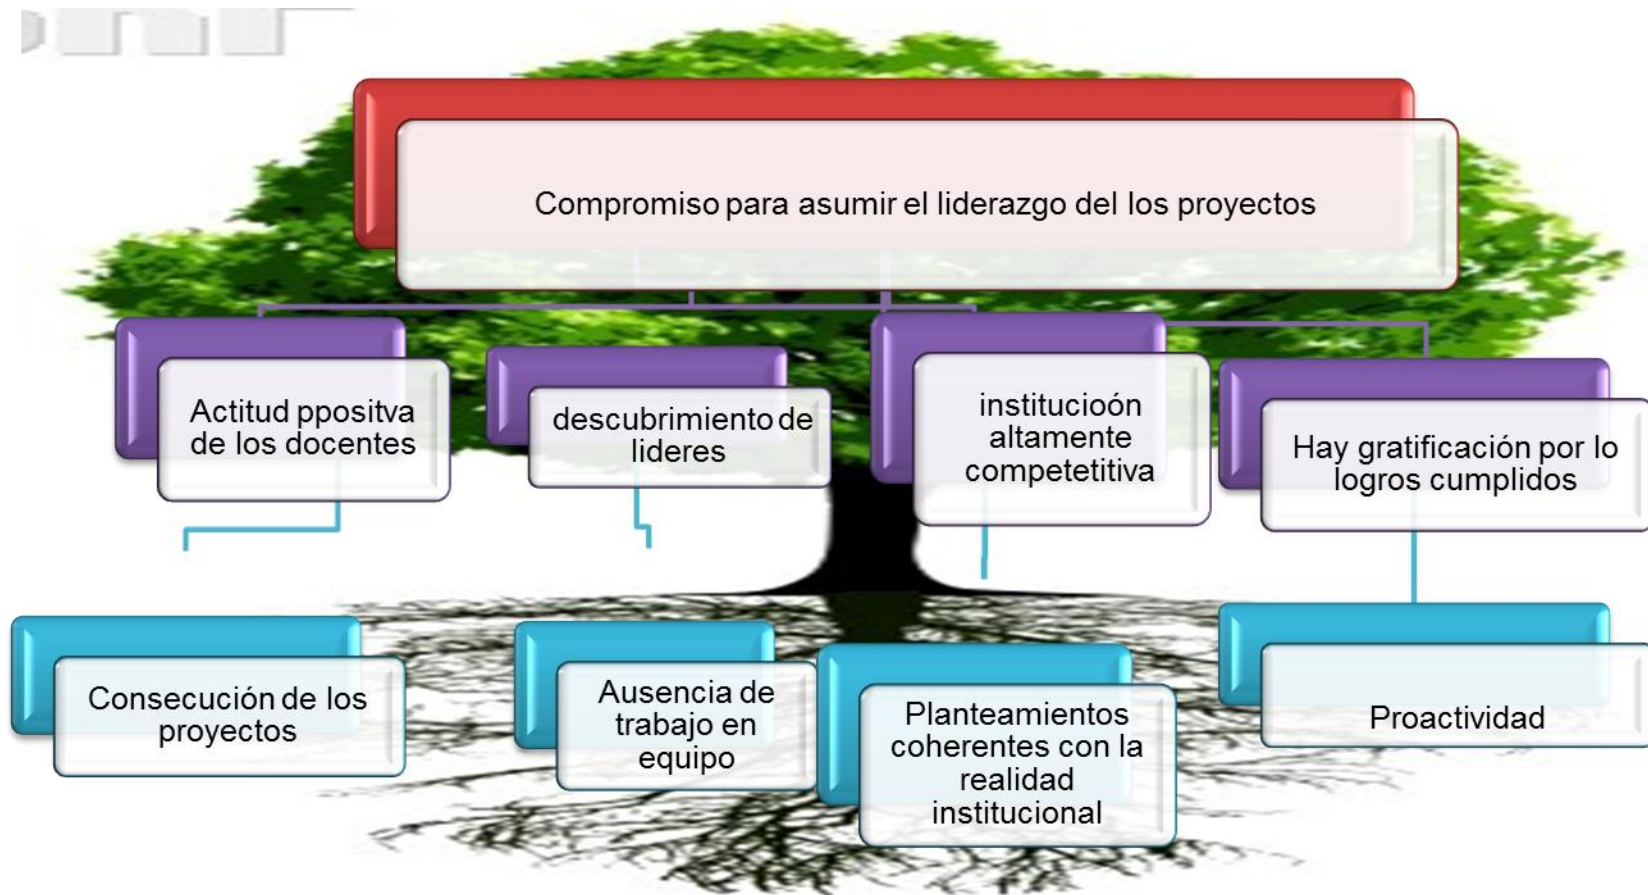 Compromiso para asumir el liderazgo del los proyectos
Actitud ppositva
de los docentes
descubrimiento de
lideres
institucioón
altamente
competetitiva
Hay gratificación por lo
logros cumplidos
Consecución de los
proyectos
Ausencia de
trabajo en
equipo
Planteamientos
coherentes con la
realidad
institucional
Proactividad